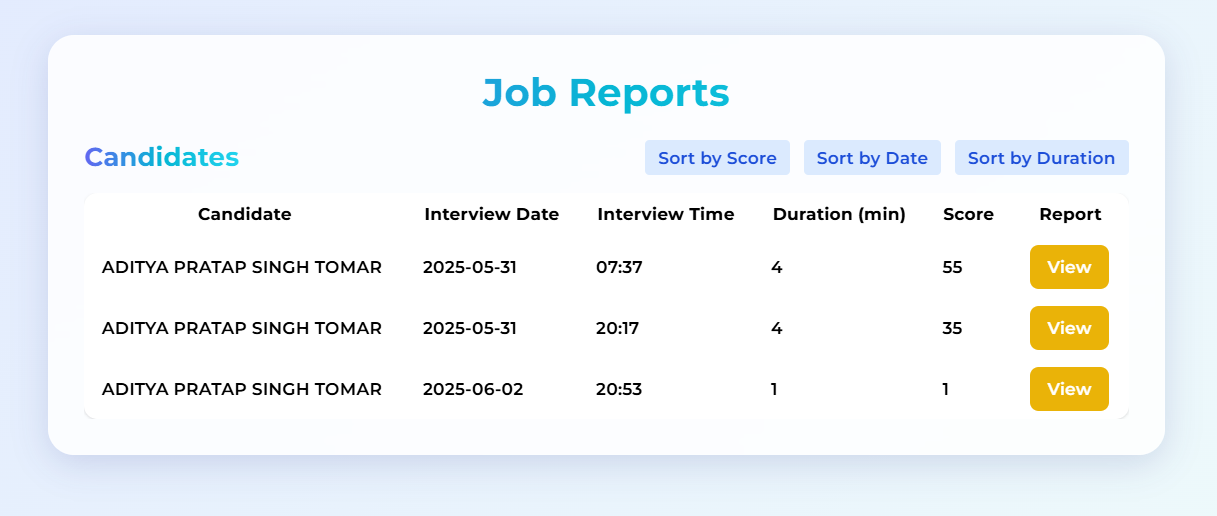 Job Reports
Candidates Sort by Score Sort by Date Sort by Duration
Candidate Interview Date Interview Time Duration (min) Score Report
ADITYA PRATAP SINGH TOMAR 2025-05-31 07:37 4 55 View
ADITYA PRATAP SINGH TOMAR 2025-05-31 20:17 4 35 View
ADITYA PRATAP SINGH TOMAR 2025-06-02 20:53 1 1 View